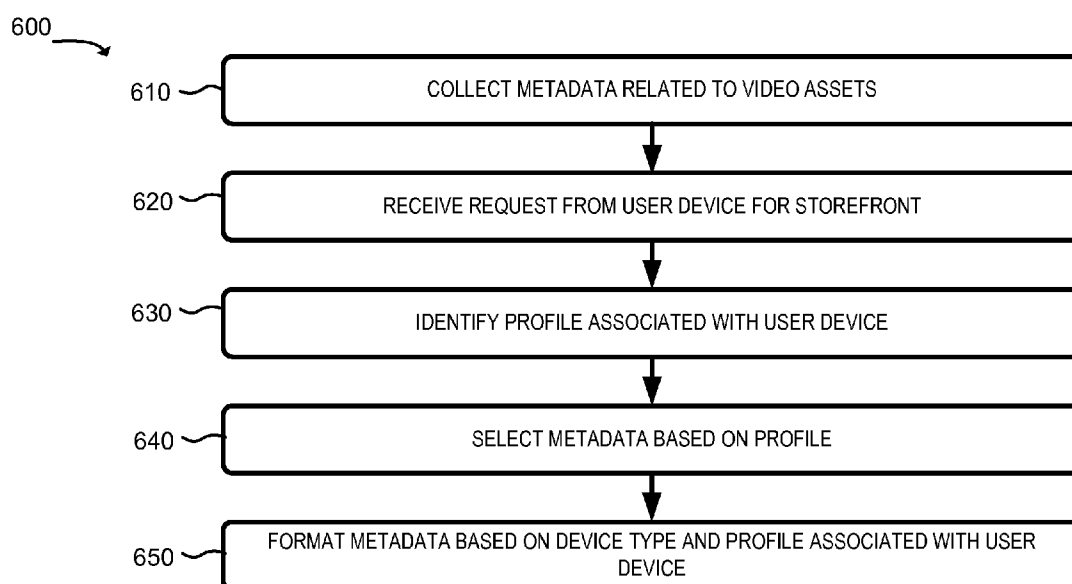 600
610
COLLECT METADATA RELATED TO VIDEO ASSETS
620
RECEIVE REQUEST FROM USER DEVICE FOR STOREFRONT
630
IDENTIFY PROFILE ASSOCIATED WITH USER DEVICE
640
SELECT METADATA BASED ON PROFILE
650
FORMAT METADATA BASED ON DEVICE TYPE AND PROFILE ASSOCIATED WITH USER
DEVICE